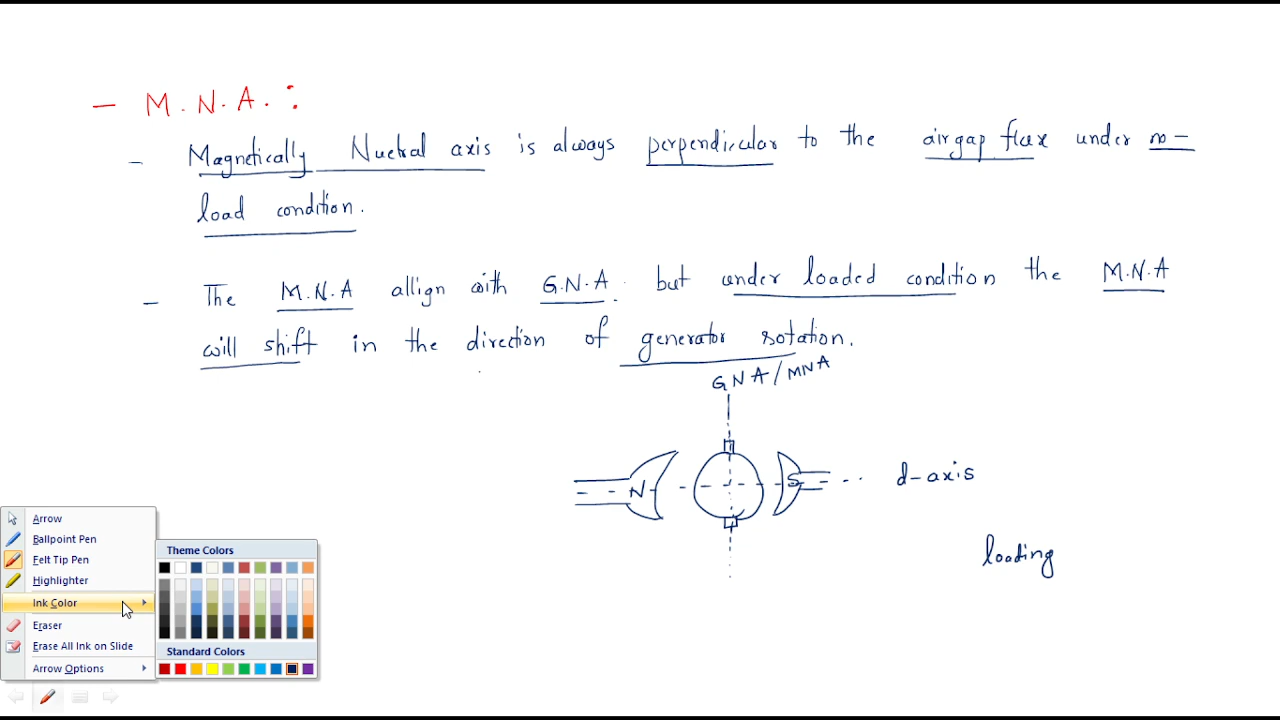 - M.N.A. :
- Magnetically Nuetral axis is always perpendicular to the airgap flux under no-
load condition.
- The M.N.A allign with G.N.A. but under loaded condition the M.N.A
will shift in the direction of generator rotation.
GNA/MNA
N
S
d-axis
loading
Arrow
Ballpoint Pen
Felt Tip Pen
Highlighter
Ink Color
Eraser
Erase All Ink on Slide
Arrow Options
Theme Colors
Standard Colors